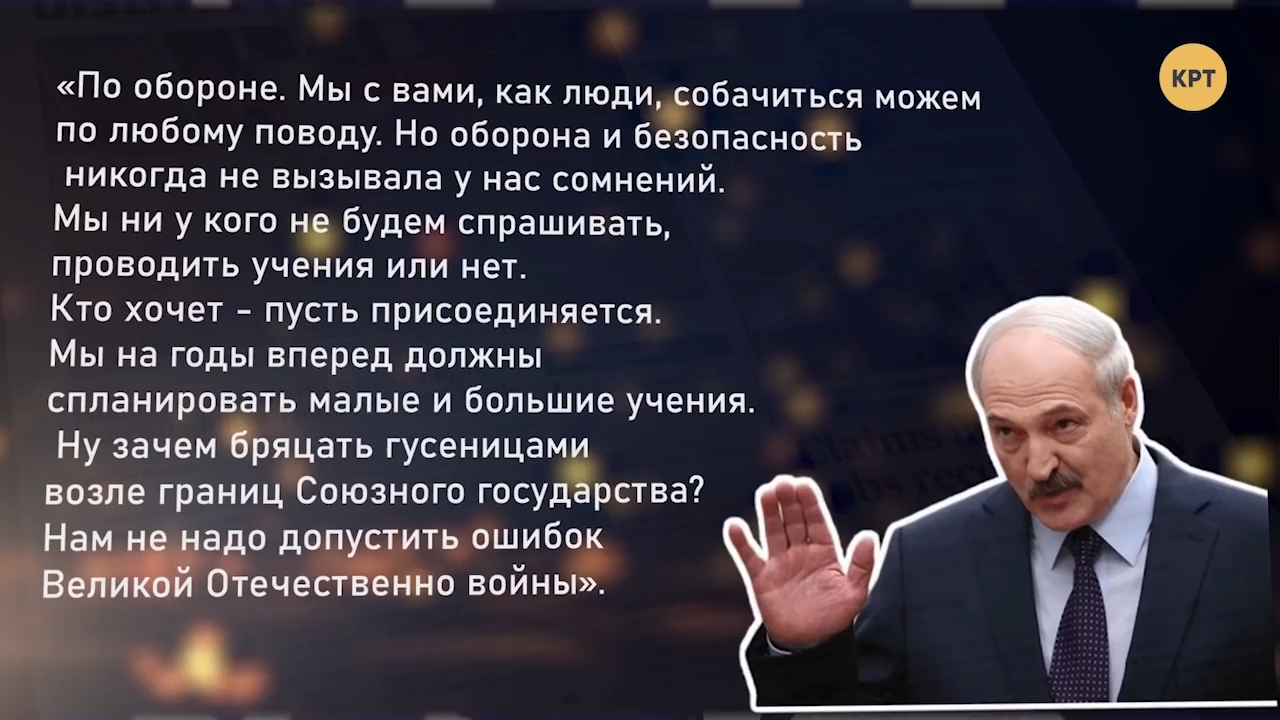 «По обороне. Мы с вами, как люди, собачиться можем
по любому поводу. Но оборона и безопасность
никогда не вызывала у нас сомнений.
Мы ни у кого не будем спрашивать,
проводить учения или нет.
Кто хочет - пусть присоединяется.
Мы на годы вперед должны
спланировать малые и большие учения.
Ну зачем бряцать гусеницами
возле границ Союзного государства?
Нам не надо допустить ошибок
Великой Отечественно войны».
КРТ
Claims
obs rec